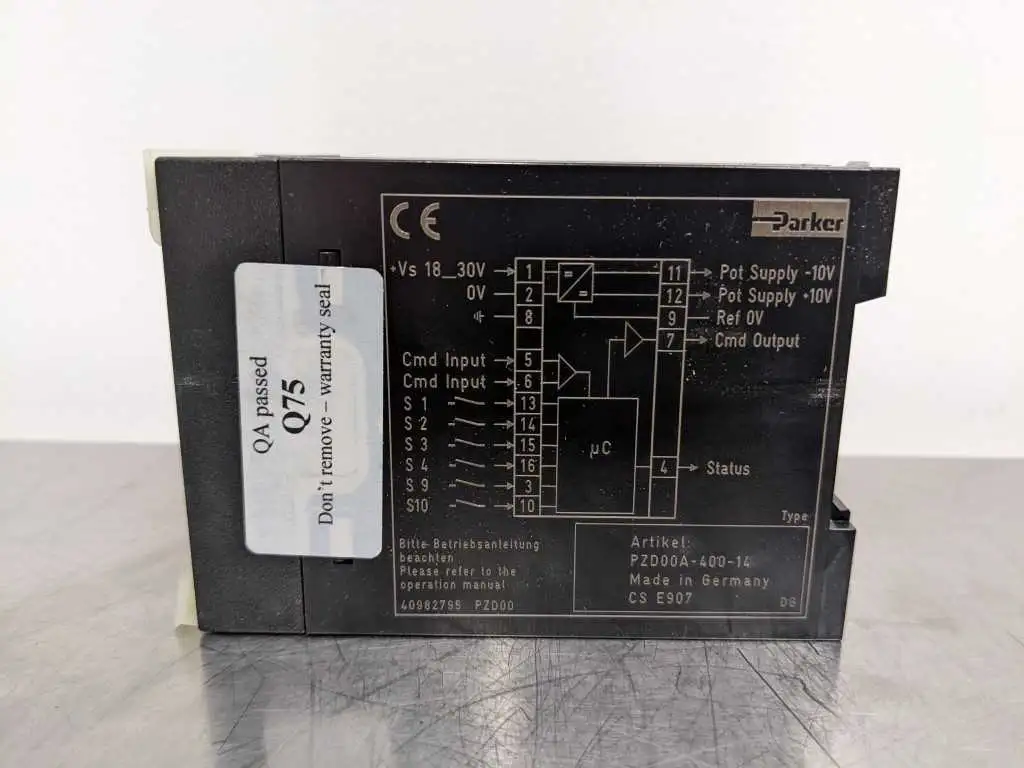 CE
Parker
+Vs 18_30V 1 11 Pot Supply -10V
0V 2 12 Pot Supply +10V
8 9 Ref 0V
7 Cmd Output
Cmd Input 5
Cmd Input 6
S 1 13
S 2 14
S 3 15
S 4 16
S 9 3
S10 10
µC
4 Status
Type
Bitte Betriebsanleitung
beachten
Please refer to the
operation manual
40982795 PZD00
Artikel:
PZD00A-400-14
Made in Germany
CS E907
DS
QA passed
Q75
Don`t remove – warranty seal